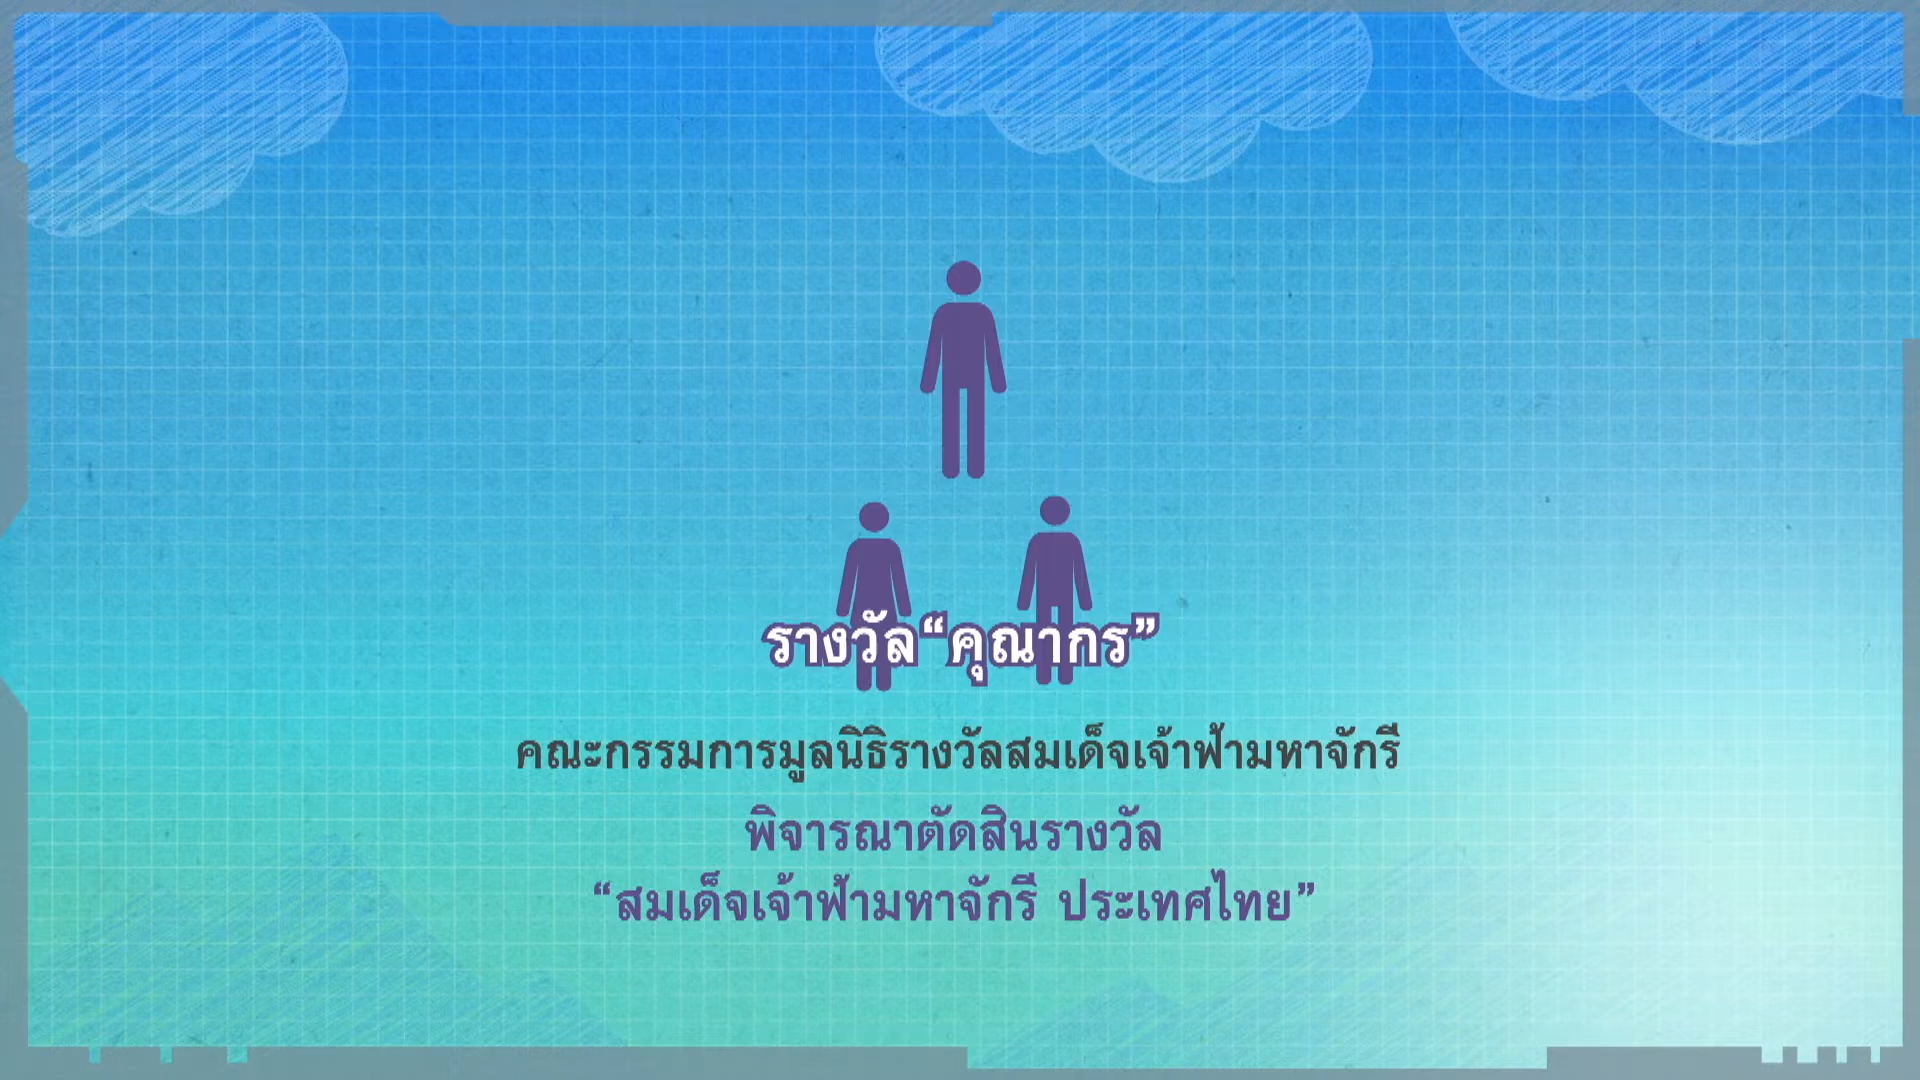 รางวัล“คุณากร”
คณะกรรมการมูลนิธิรางวัลสมเด็จเจ้าฟ้ามหาจักรี
พิจารณาตัดสินรางวัล
“สมเด็จเจ้าฟ้ามหาจักรี ประเทศไทย”